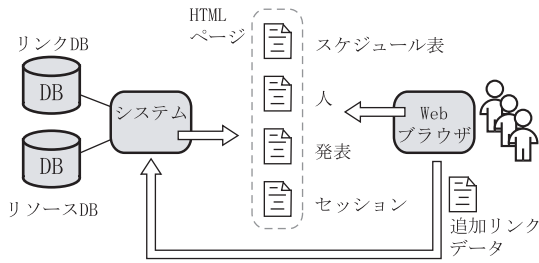 HTML
ページ
リンクDB
DB
システム
DB
リソースDB
スケジュール表
人
発表
セッション
Web
ブラウザ
追加リンク
データ